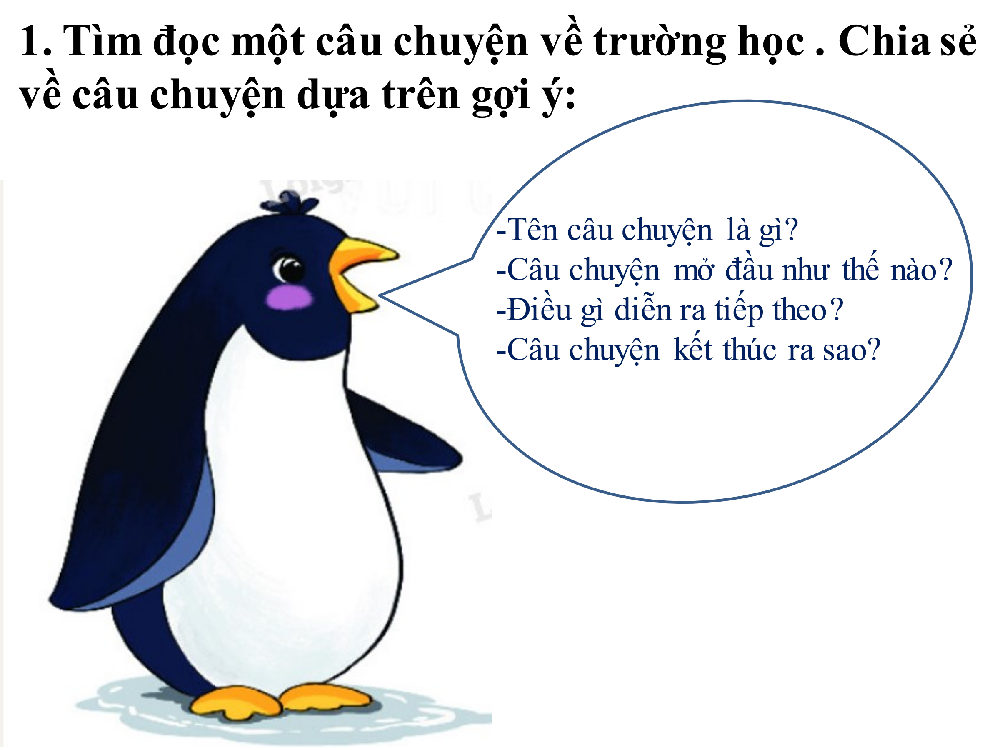 1. Tìm đọc một câu chuyện về trường học . Chia sẻ
về câu chuyện dựa trên gợi ý:
-Tên câu chuyện là gì?
-Câu chuyện mở đầu như thế nào?
-Điều gì diễn ra tiếp theo?
-Câu chuyện kết thúc ra sao?